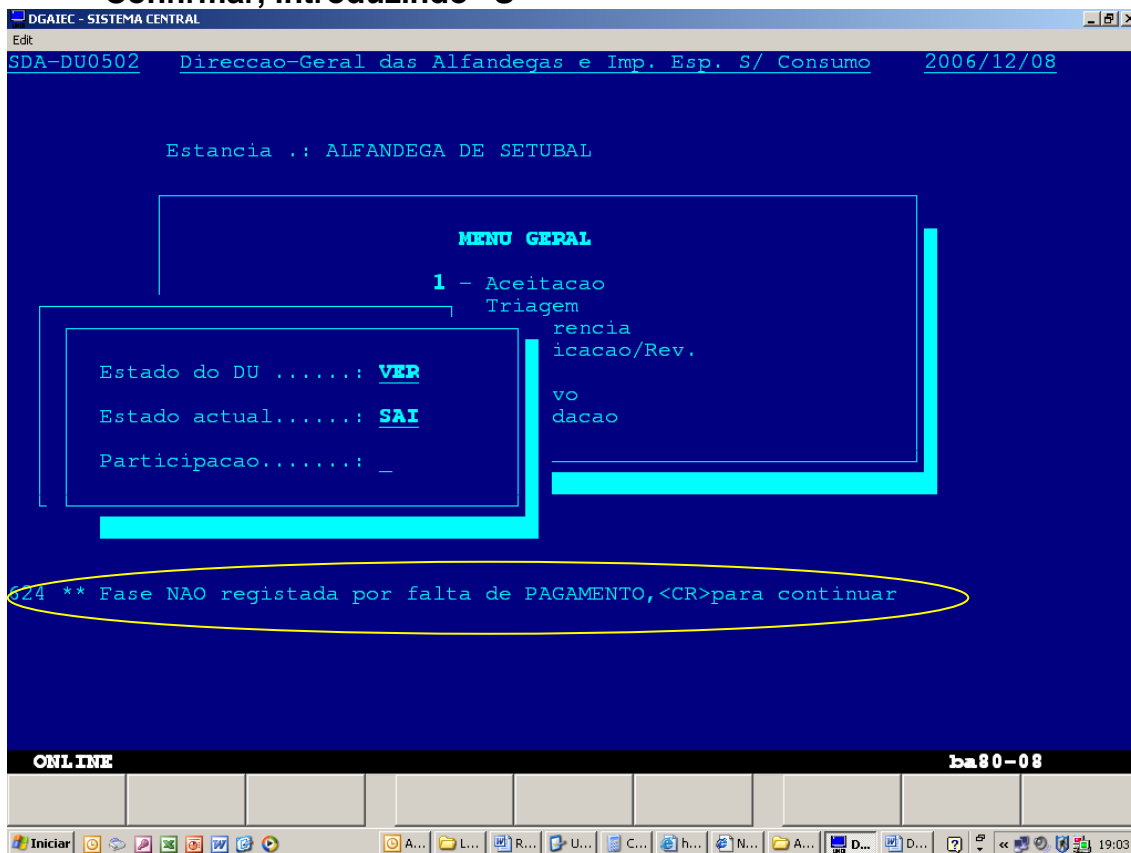 Confirmar, introduzindo "S"
DGAIEC - SISTEMA CENTRAL
Edit
SDA-DU0502 Direccao-Geral das Alfandegas e Imp. Esp. S/ Consumo 2006/12/08
Estancia .: ALFANDEGA DE SETUBAL
MENU GERAL
1 - Aceitacao
Triagem
rencia
icacao/Rev.
Estado do DU ......: VER
vo
Estado actual......: SAI
dacao
Participacao.......: _
624 ** Fase NAO registada por falta de PAGAMENTO,<CR>para continuar
ONLINE ba80-08
Iniciar A... L... R... U... C... h... N... A... D... D... 19:03